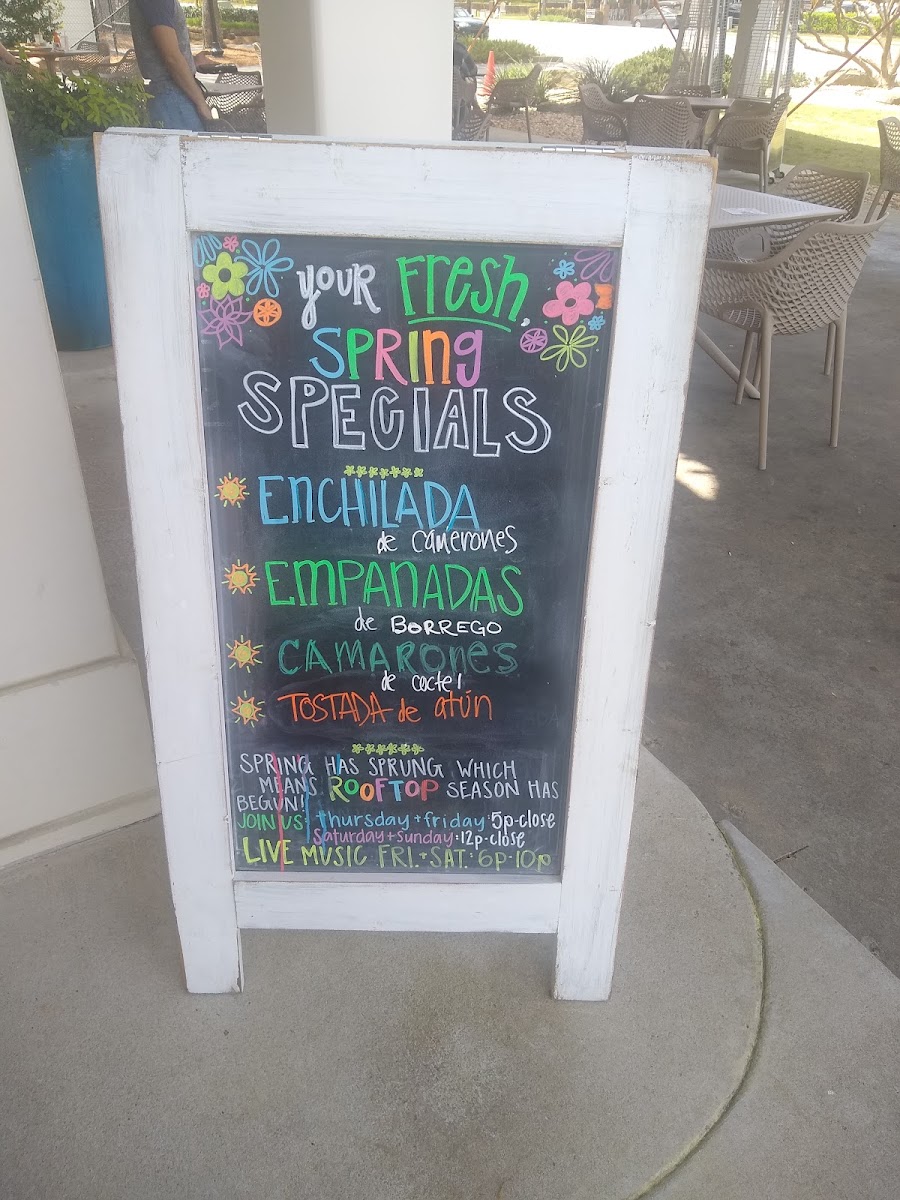 your Fresh,
SPRING
SPECIALS
ENCHILADA
de camerones
EMPANADAS
de BORREGO
CAMARONES
de coctel
TOSTADA de atún
SPRING HAS SPRUNG WHICH
MEANS ROOFTOP SEASON HAS
BEGUN!
JOIN US: thursday + friday: 5p-close
Saturday + sunday: 12p-close
LIVE MUSIC FRI. + SAT: 6p-10p